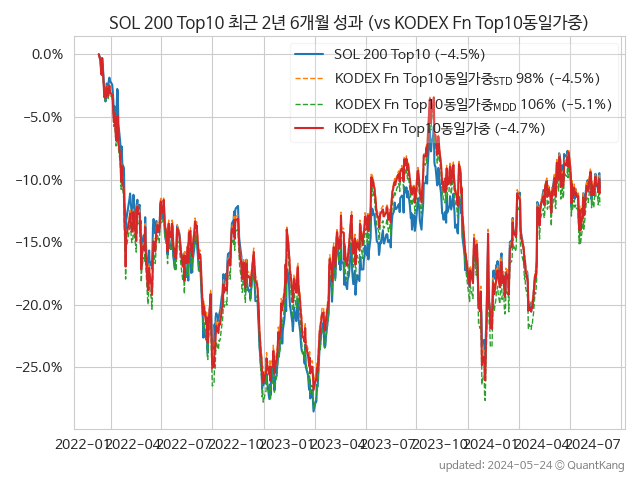 SOL 200 Top10 최근 2년 6개월 성과 (vs KODEX Fn Top10동일가중)
SOL 200 Top10 (−4.5%)
KODEX Fn Top10동일가중STD 98% (−4.5%)
KODEX Fn Top10동일가중MDD 106% (−5.1%)
KODEX Fn Top10동일가중 (−4.7%)
0.0%
−5.0%
−10.0%
−15.0%
−20.0%
−25.0%
2022-01 2022-04 2022-07 2022-10 2023-01 2023-04 2023-07 2023-10 2024-01 2024-04 2024-07
updated: 2024-05-24 © QuantKang